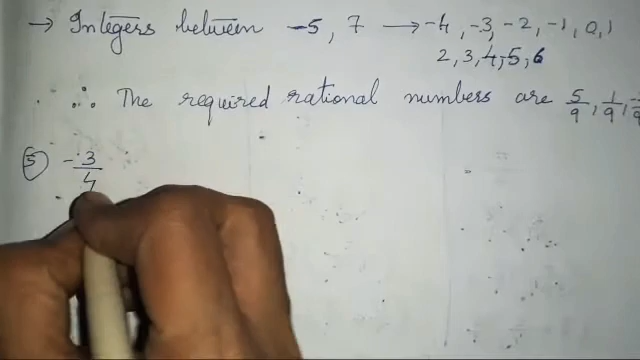 → Integers between -5, 7 → -4, -3, -2, -1, 0, 1
2, 3, 4, 5, 6
∴ The required rational numbers are 5/9, 1/9,
5 -3/4